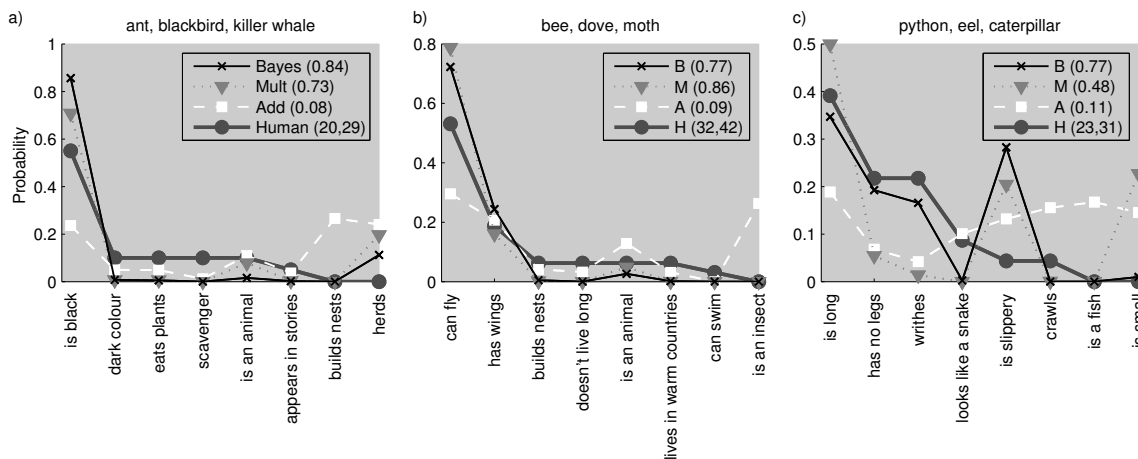 a)
ant, blackbird, killer whale
Probability
1
0.8
0.6
0.4
0.2
0
Bayes (0.84)
Mult (0.73)
Add (0.08)
Human (20,29)
is black
dark colour
eats plants
scavenger
is an animal
appears in stories
builds nests
herds
b)
bee, dove, moth
0.8
0.6
0.4
0.2
0
B (0.77)
M (0.86)
A (0.09)
H (32,42)
can fly
has wings
builds nests
doesn't live long
is an animal
lives in warm countries
can swim
is an insect
c)
python, eel, caterpillar
0.5
0.4
0.3
0.2
0.1
0
B (0.77)
M (0.48)
A (0.11)
H (23,31)
is long
has no legs
writhes
looks like a snake
is slippery
crawls
is a fish
is small